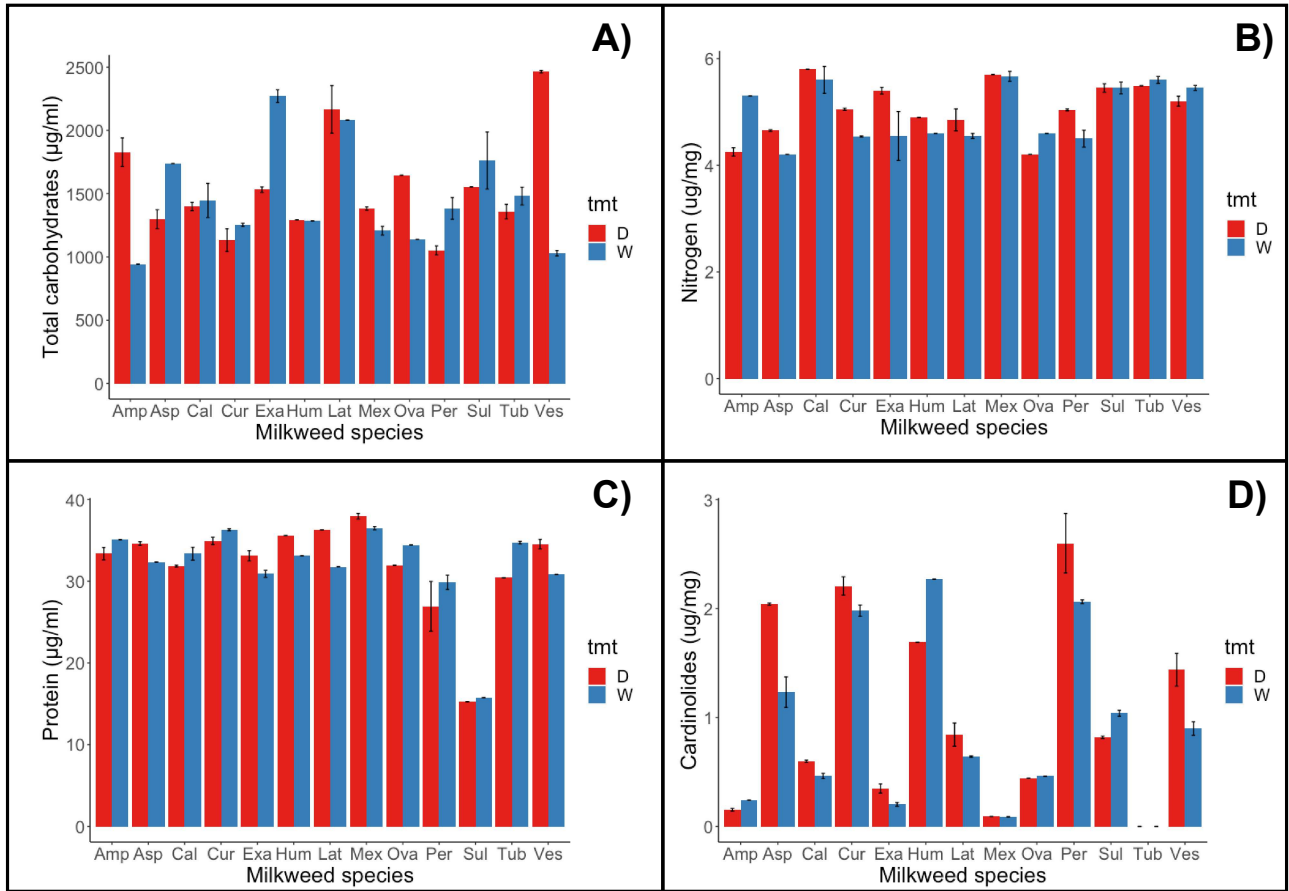 A)
2500
2000
1500
1000
500
0
Total carbohydrates (µg/ml)
Amp Asp Cal Cur Exa Hum Lat Mex Ova Per Sul Tub Ves
Milkweed species
tmt
D
W
B)
6
4
2
0
Nitrogen (ug/mg)
Amp Asp Cal Cur Exa Hum Lat Mex Ova Per Sul Tub Ves
Milkweed species
tmt
D
W
C)
40
30
20
10
0
Protein (µg/ml)
Amp Asp Cal Cur Exa Hum Lat Mex Ova Per Sul Tub Ves
Milkweed species
tmt
D
W
D)
3
2
1
0
Cardinolides (ug/mg)
Amp Asp Cal Cur Exa Hum Lat Mex Ova Per Sul Tub Ves
Milkweed species
tmt
D
W